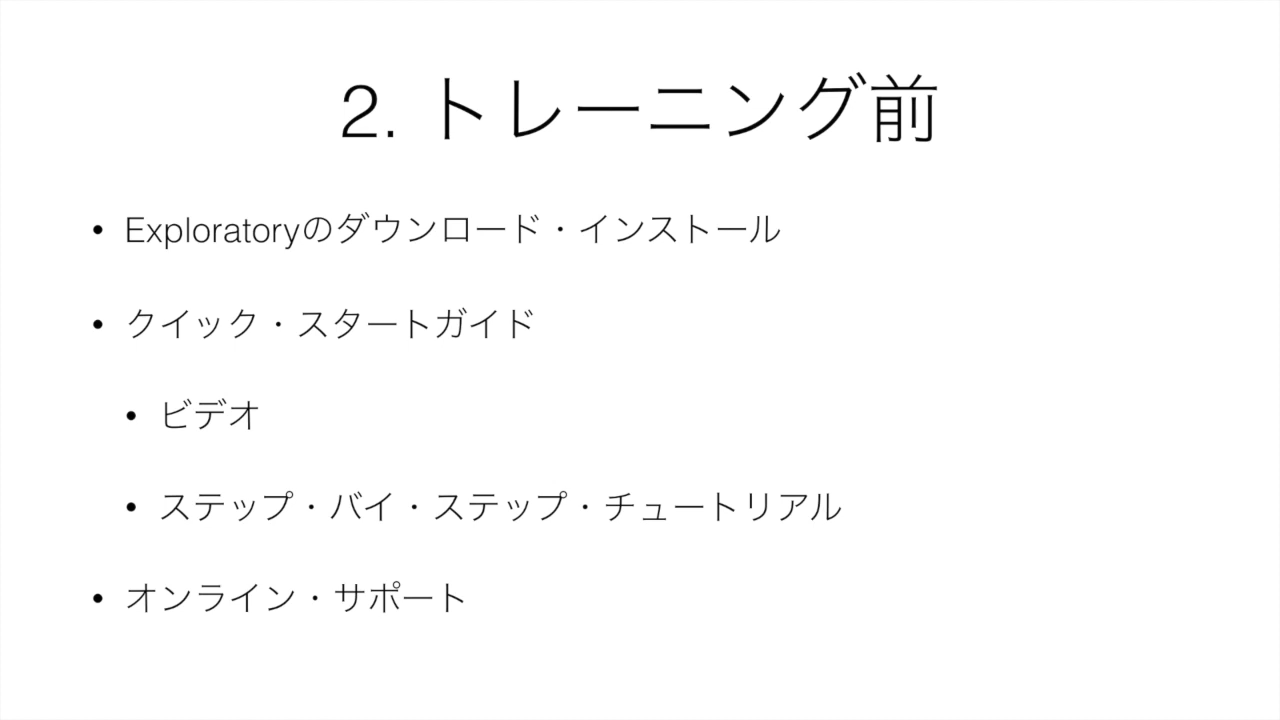 2. トレーニング前
• Exploratoryのダウンロード・インストール
• クイック・スタートガイド
• ビデオ
• ステップ・バイ・ステップ・チュートリアル
• オンライン・サポート